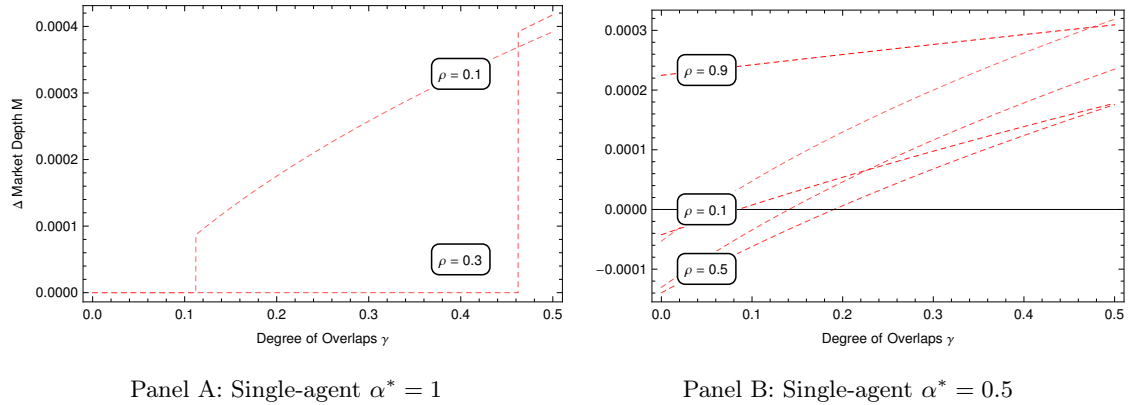 Δ Market Depth M
0.0004
0.0003
0.0002
0.0001
0.0000
ρ = 0.1
ρ = 0.3
0.0 0.1 0.2 0.3 0.4 0.5
Degree of Overlaps γ
Panel A: Single-agent α* = 1
0.0003
0.0002
0.0001
0.0000
−0.0001
ρ = 0.9
ρ = 0.1
ρ = 0.5
0.0 0.1 0.2 0.3 0.4 0.5
Degree of Overlaps γ
Panel B: Single-agent α* = 0.5